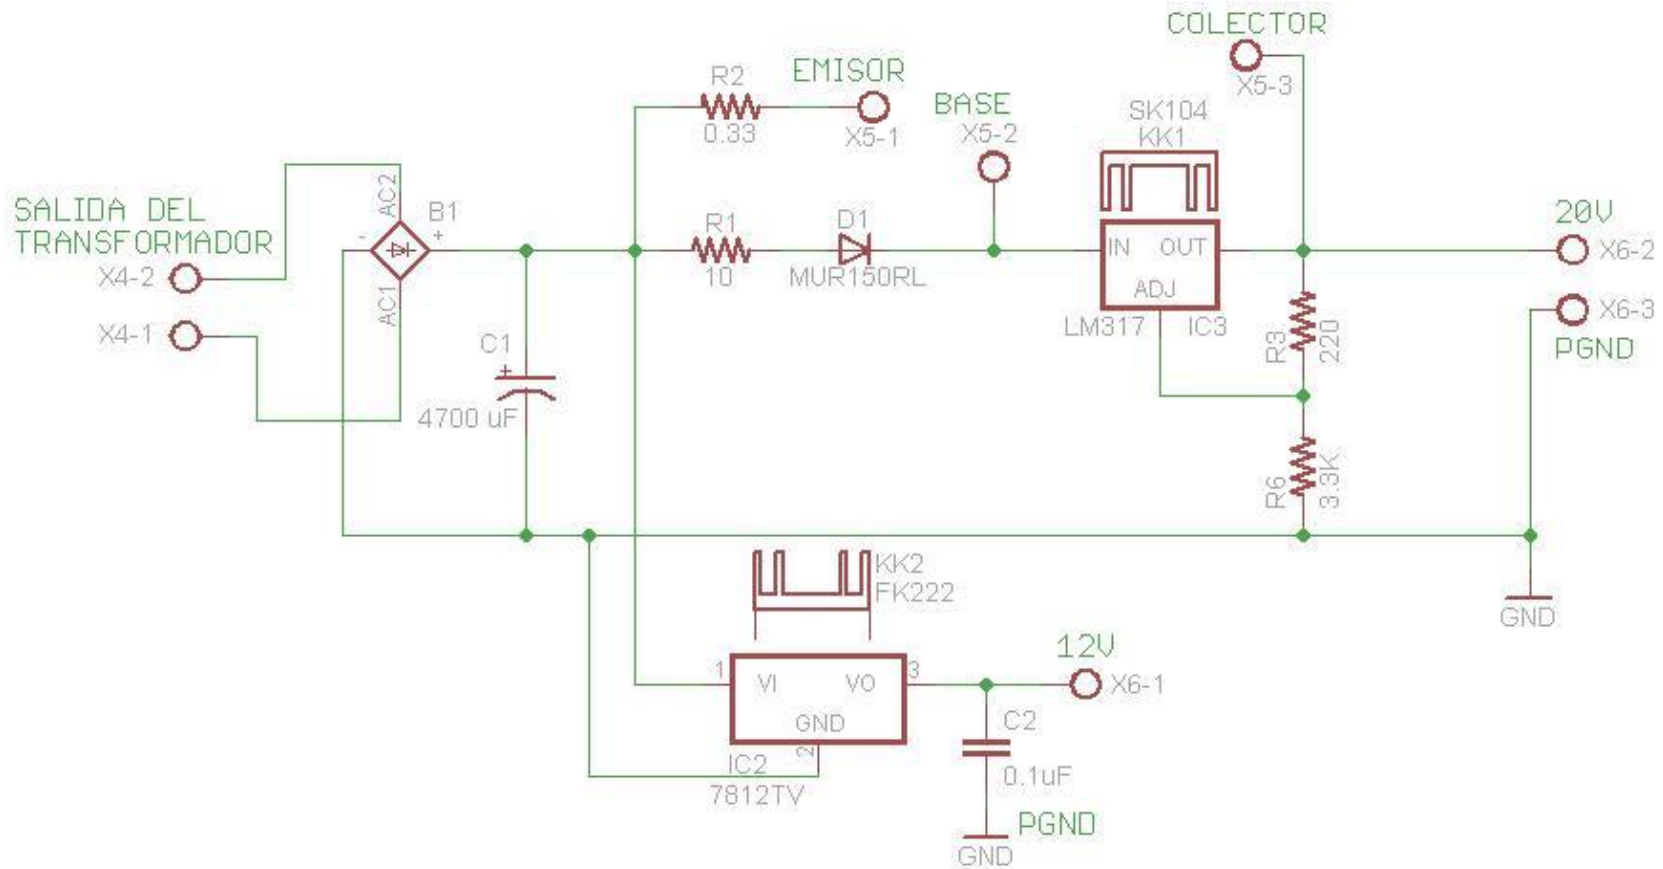 COLECTOR
X5-3
R2
0.33
EMISOR
X5-1
BASE
X5-2
SK104
KK1
SALIDA DEL
TRANSFORMADOR
X4-2
X4-1
AC2
AC1
B1
-
+
R1
10
D1
MUR150RL
IN OUT
ADJ
LM317 IC3
20V
X6-2
X6-3
PGND
R3
220
C1
+
4700 uF
R6
3.3K
GND
KK2
FK222
1
VI VO
3
GND
2
IC2
7812TV
12V
X6-1
C2
0.1uF
PGND
GND